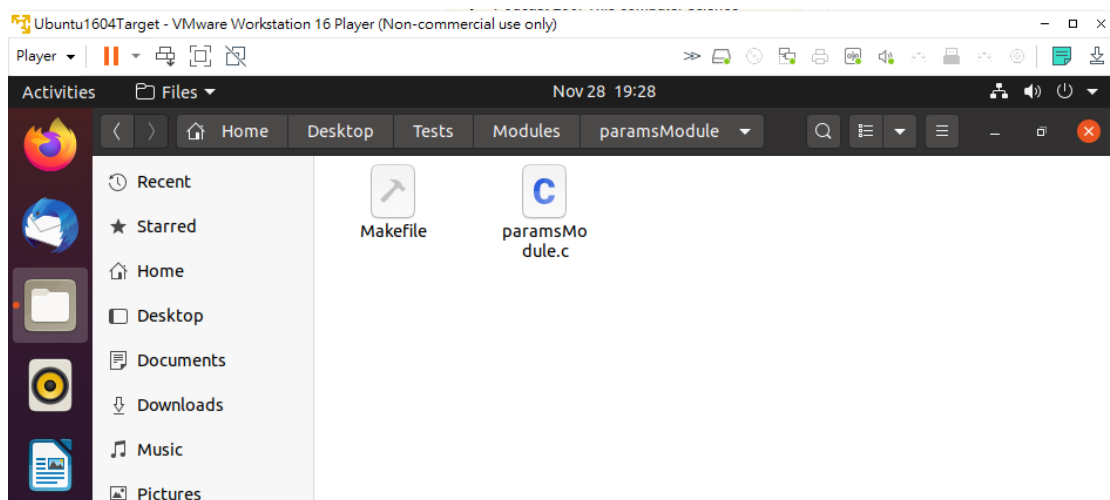 Ubuntu1604Target - VMware Workstation 16 Player (Non-commercial use only)
Player
Activities Files Nov 28 19:28
Home Desktop Tests Modules paramsModule
Recent
Starred
Home
Desktop
Documents
Downloads
Music
Pictures
Makefile
paramsMo
dule.c